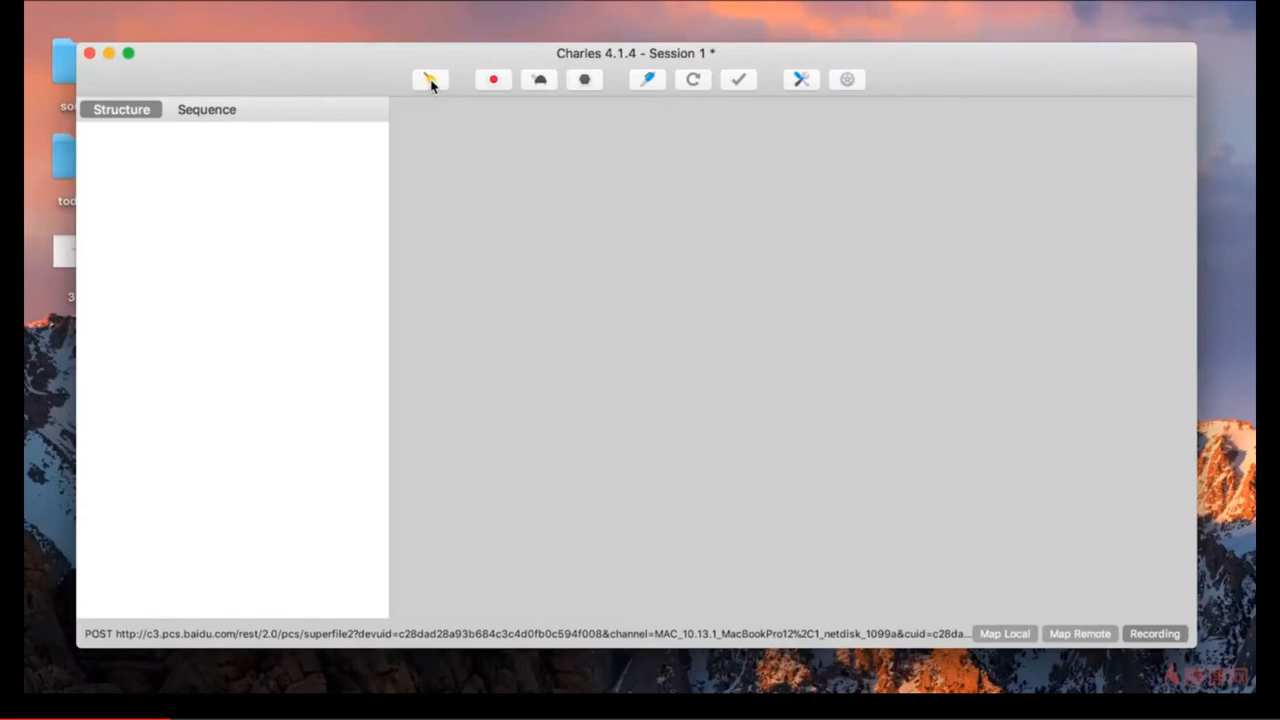 Charles 4.1.4 - Session 1 *
Structure
Sequence
3
POST http://c3.pcs.baidu.com/rest/2.0/pcs/superfile2?devuid=c28dad28a93b684c3c4d0fb0c594f008&channel=MAC_10.13.1_MacBookPro12%2C1_netdisk_1099a&cuid=c28da...
Map Local
Map Remote
Recording